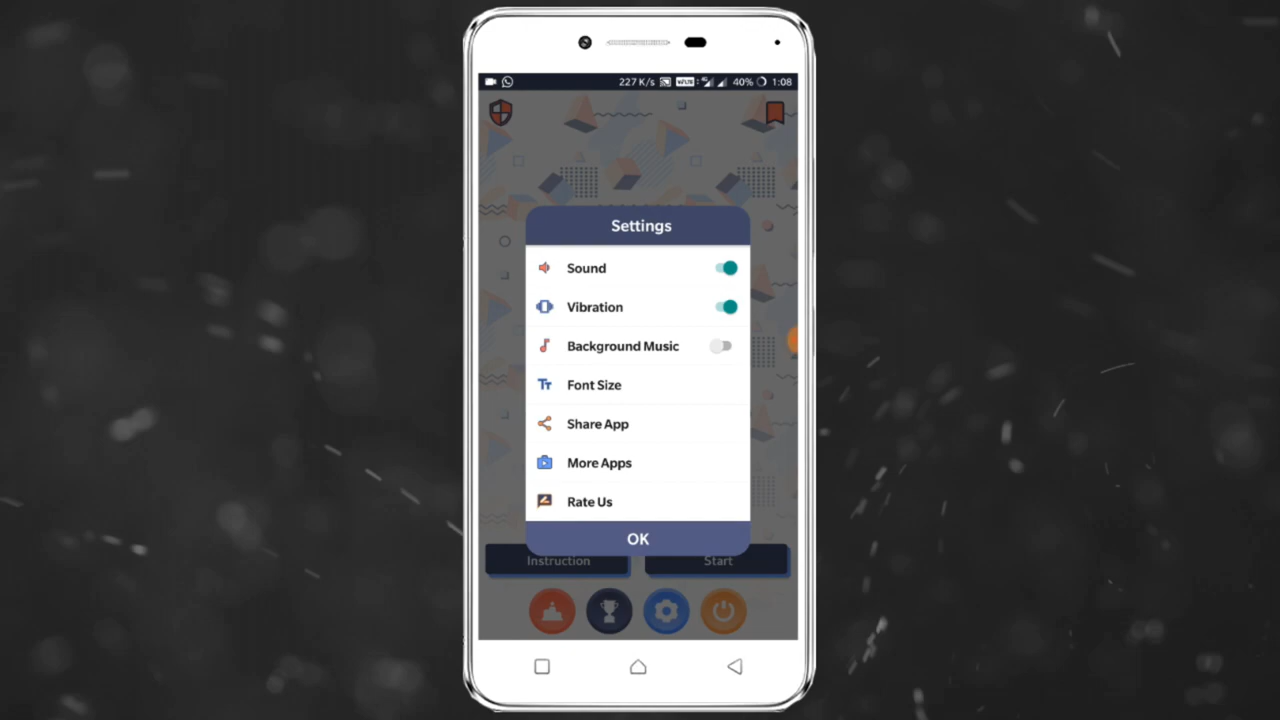 227 K/s 40% 1:08
Settings
Sound
Vibration
Background Music
Font Size
Share App
More Apps
Rate Us
OK
Instruction Start